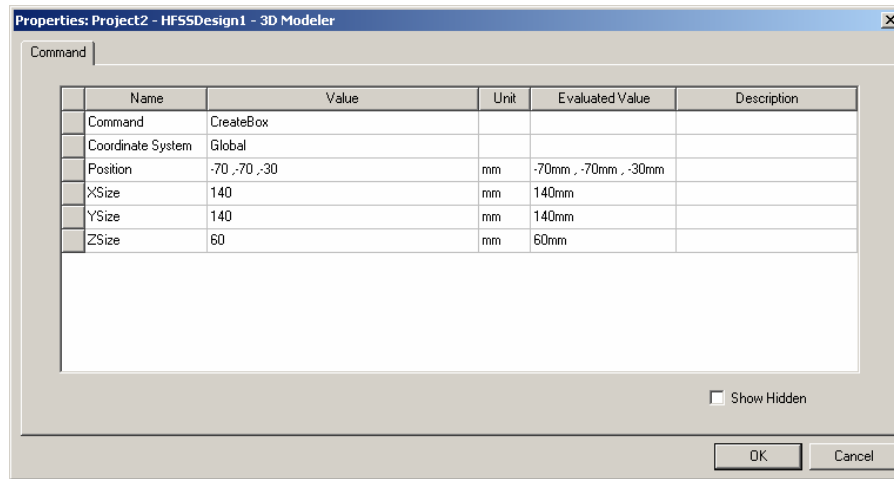 Properties: Project2 - HFSSDesign1 - 3D Modeler
Command
Name Value Unit Evaluated Value Description
Command CreateBox
Coordinate System Global
Position -70 ,-70 ,-30 mm -70mm , -70mm , -30mm
XSize 140 mm 140mm
YSize 140 mm 140mm
ZSize 60 mm 60mm
Show Hidden
OK Cancel